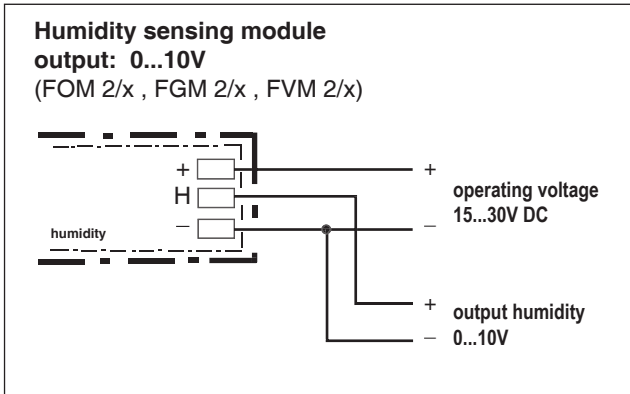 Humidity sensing module
output: 0...10V
(FOM 2/x , FGM 2/x , FVM 2/x)
+ +
operating voltage
H
15...30V DC
humidity – –
+
output humidity
– 0...10V